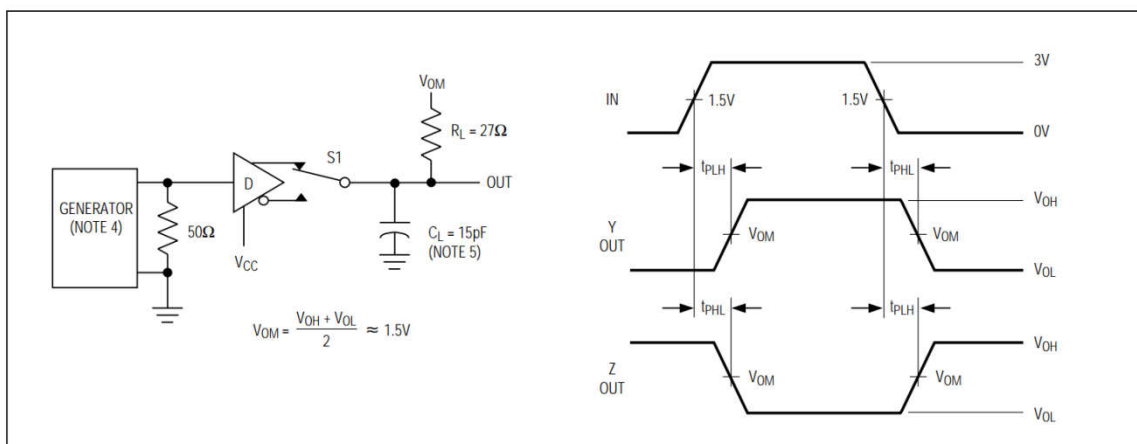 VOM
RL = 27Ω
S1
D
OUT
GENERATOR
(NOTE 4)
50Ω
VCC
CL = 15pF
(NOTE 5)
VOM = VOH + VOL
2
≈ 1.5V
IN
1.5V
1.5V
3V
0V
tPLH
tPHL
Y
OUT
VOM
VOM
VOH
VOL
tPHL
tPLH
Z
OUT
VOM
VOM
VOH
VOL